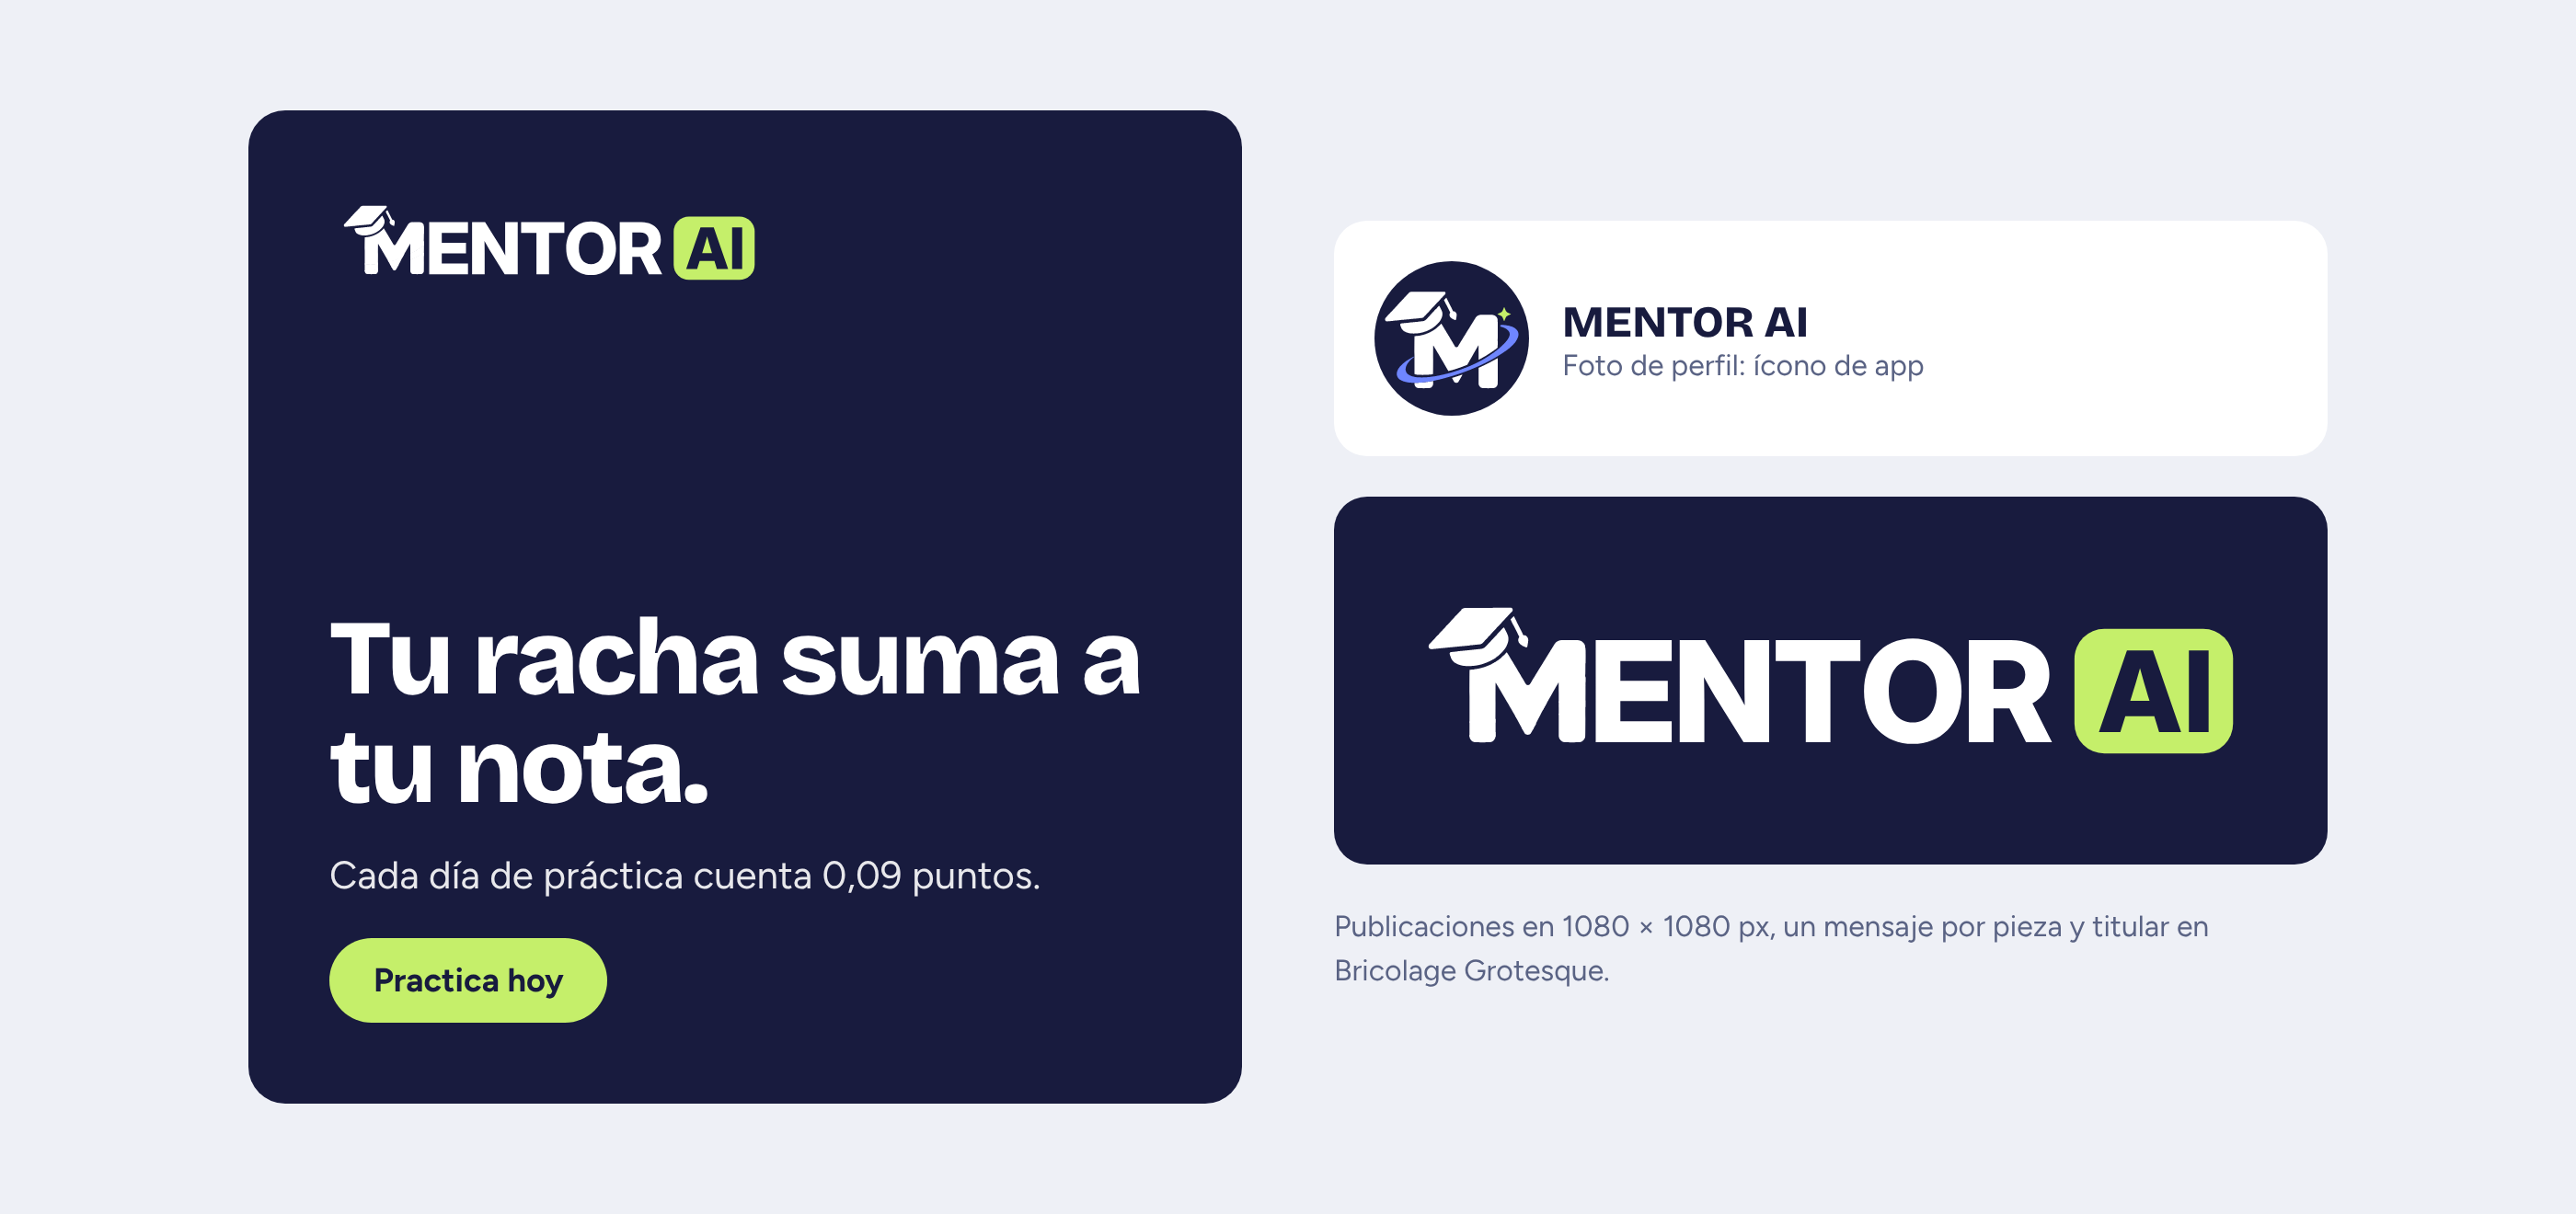 MENTOR AI
Tu racha suma a
tu nota.
Cada día de práctica cuenta 0,09 puntos.
Practica hoy
M
MENTOR AI
Foto de perfil: ícono de app
MENTOR AI
Publicaciones en 1080 × 1080 px, un mensaje por pieza y titular en
Bricolage Grotesque.